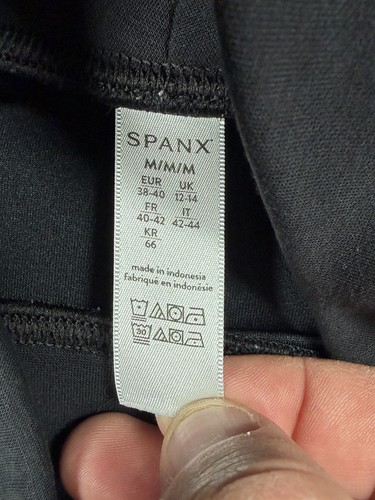 SPANX
M/M/M
EUR UK
38-40 12-14
FR IT
40-42 42-44
KR
66
made in indonesia
fabriqué en indonésie
30